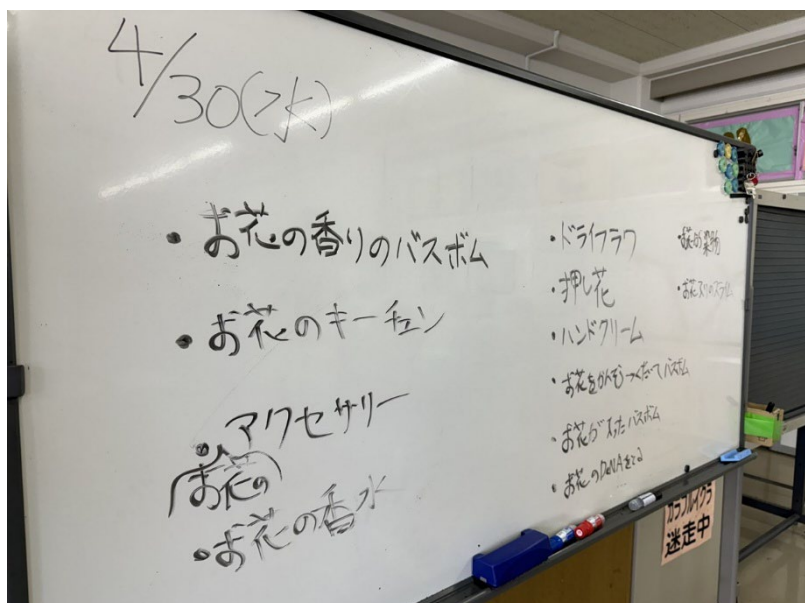 4/30(水)
・お花の香りのバスボム
・お花のキーチェン
・アクセサリー
(お花の)
・お花の香水
・ドライフラワ
・押し花
・ハンドクリーム
・お花をかんそうつくだてバスボム
・お花が入ったバスボム
・お花のDNAをとる
・お花の染物
・お花入りのスライム
カラフルイクラ
迷走中